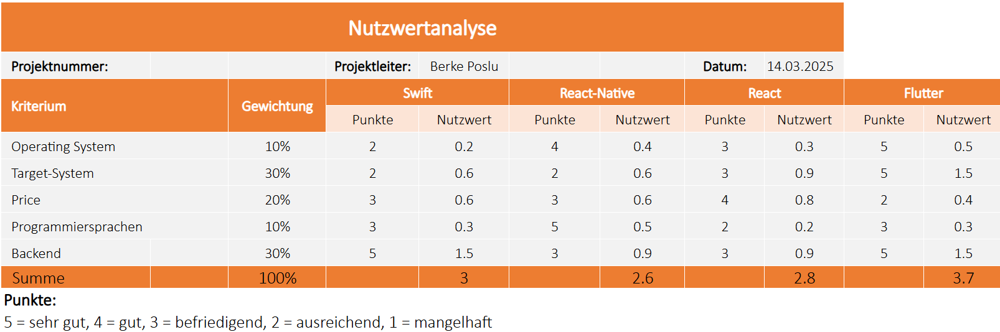 Nutzwertanalyse
Projektnummer: Projektleiter: Berke Poslu Datum: 14.03.2025
Kriterium Gewichtung Swift React-Native React Flutter
Punkte Nutzwert Punkte Nutzwert Punkte Nutzwert Punkte Nutzwert
Operating System 10% 2 0.2 4 0.4 3 0.3 5 0.5
Target-System 30% 2 0.6 2 0.6 3 0.9 5 1.5
Price 20% 3 0.6 3 0.6 4 0.8 2 0.4
Programmiersprachen 10% 3 0.3 5 0.5 2 0.2 3 0.3
Backend 30% 5 1.5 3 0.9 3 0.9 5 1.5
Summe 100% 3 2.6 2.8 3.7
Punkte:
5 = sehr gut, 4 = gut, 3 = befriedigend, 2 = ausreichend, 1 = mangelhaft